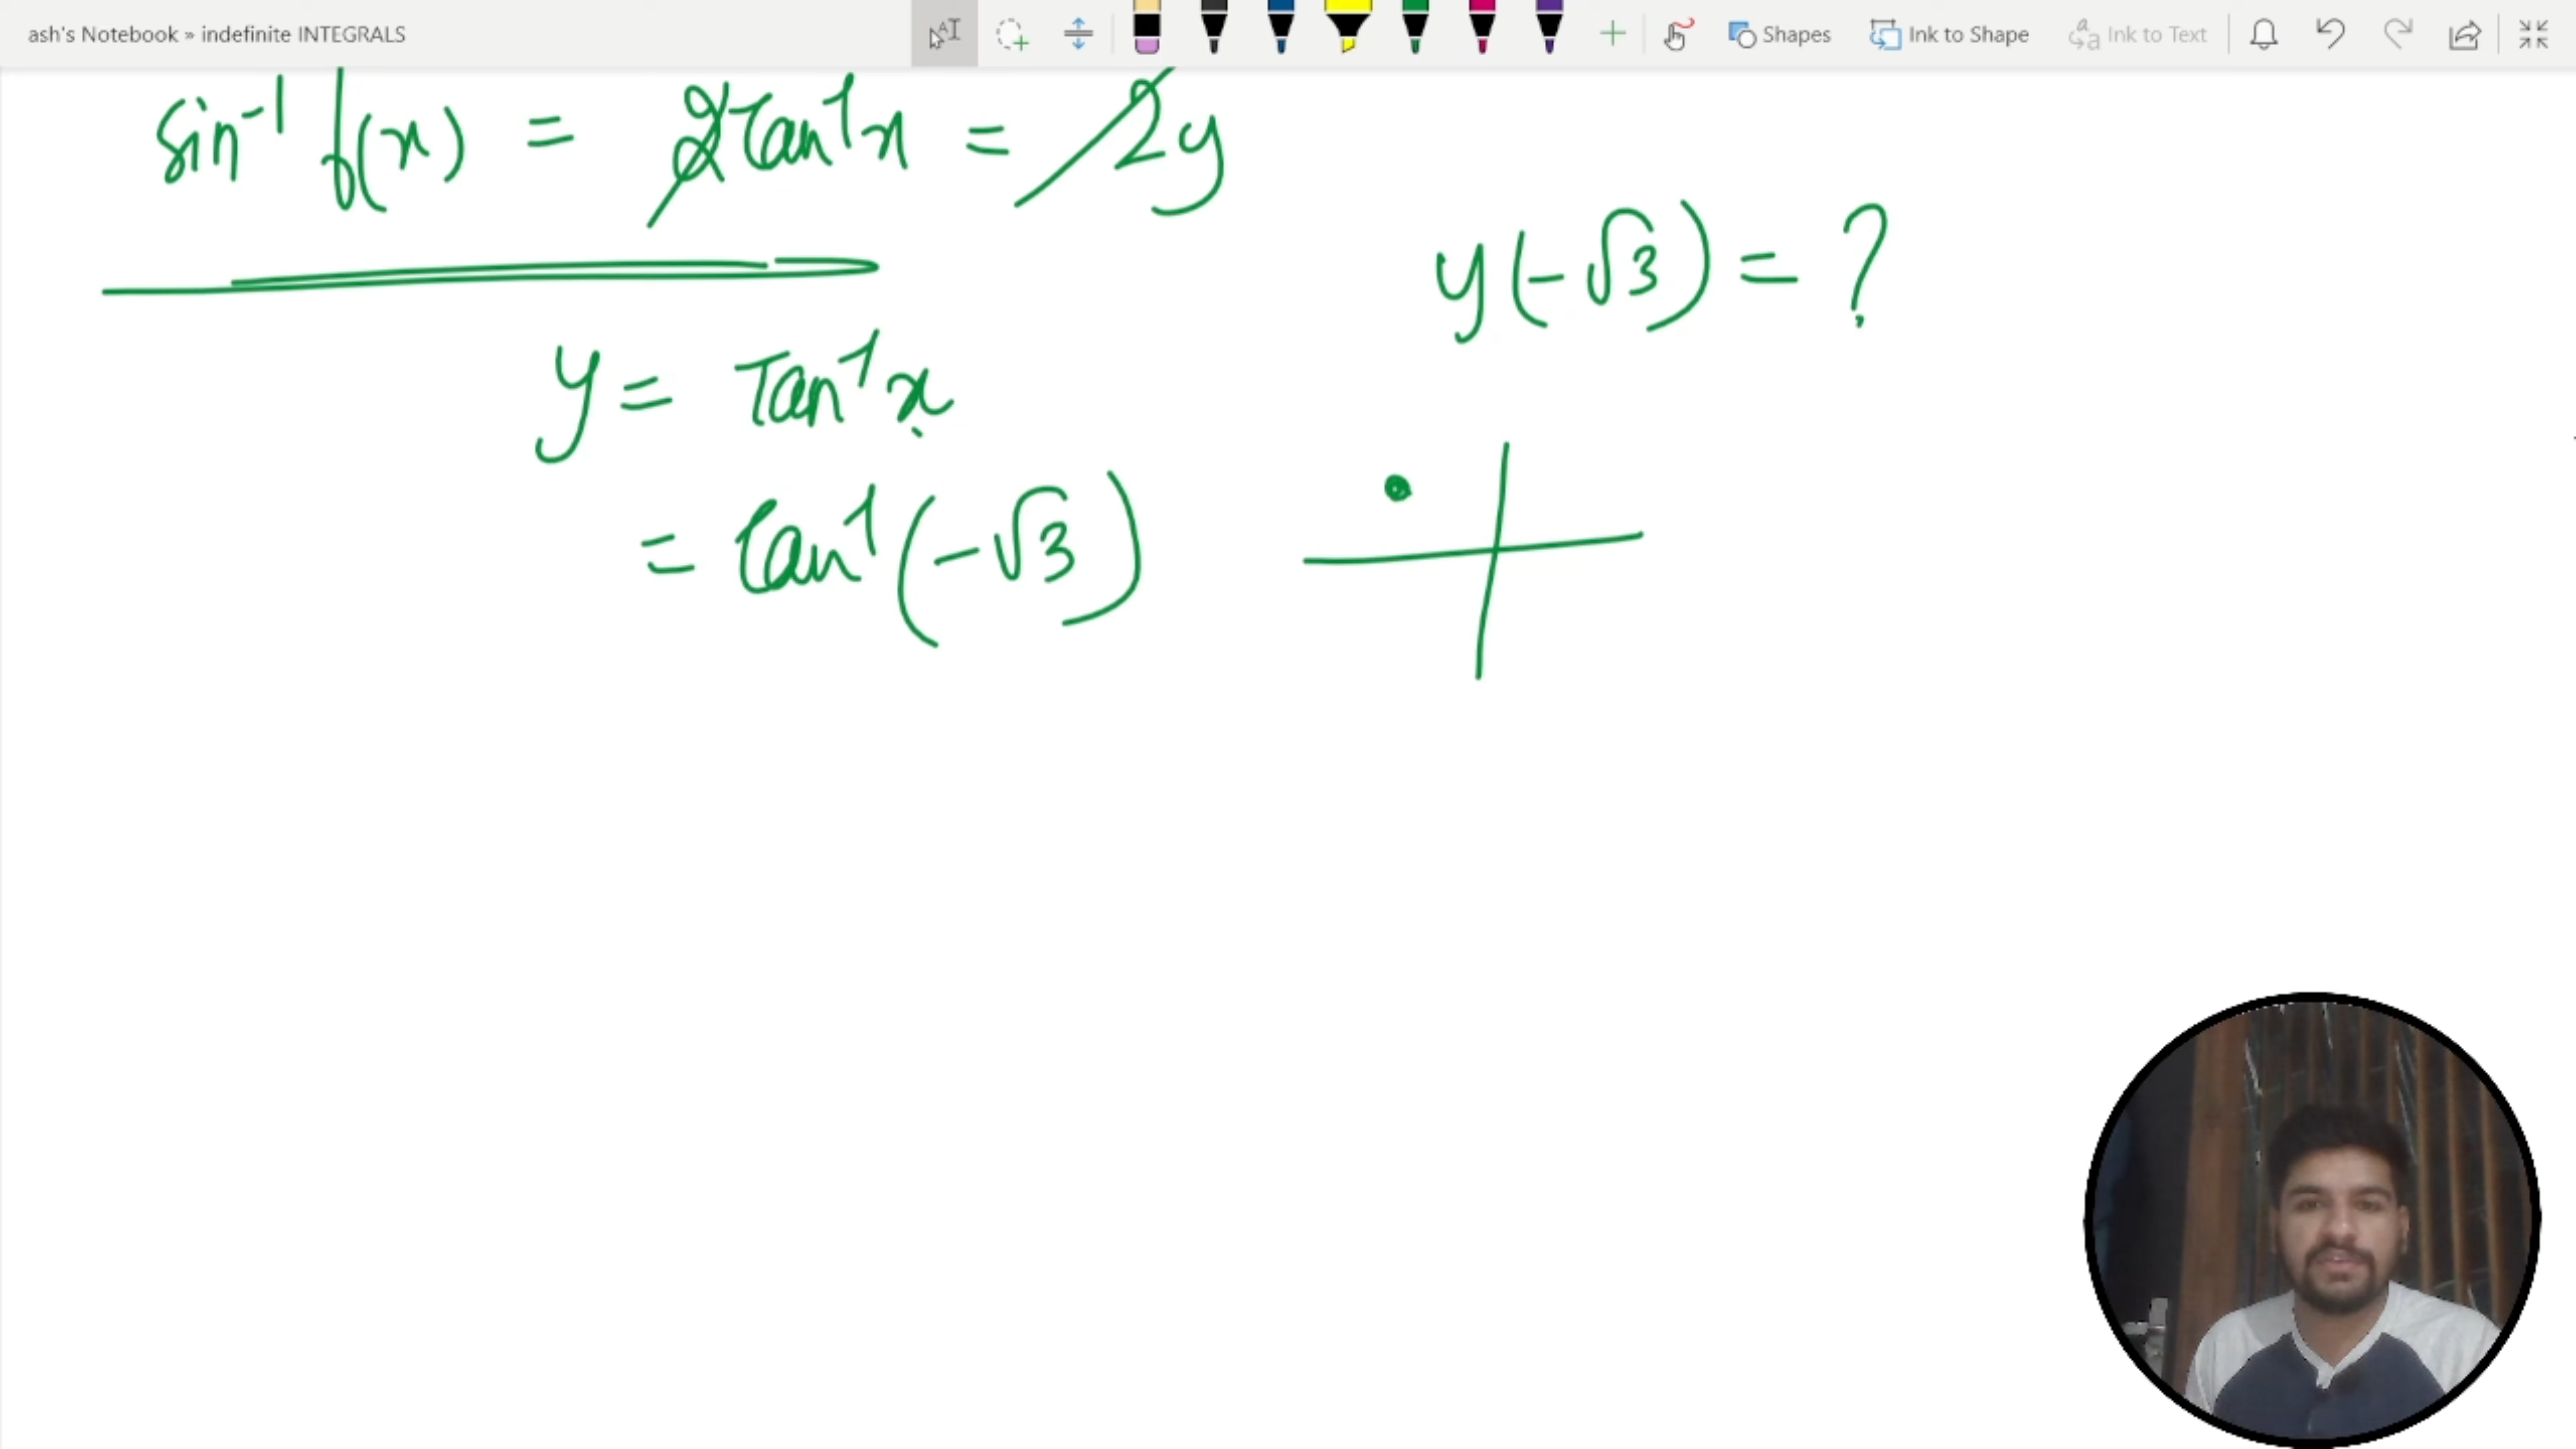 ash's Notebook » indefinite INTEGRALS
Shapes
Ink to Shape
Ink to Text
sin⁻¹ f(x) = 2tan⁻¹x = 2y
y(-√3) = ?
y = Tan⁻¹x
= tan⁻¹(-√3)